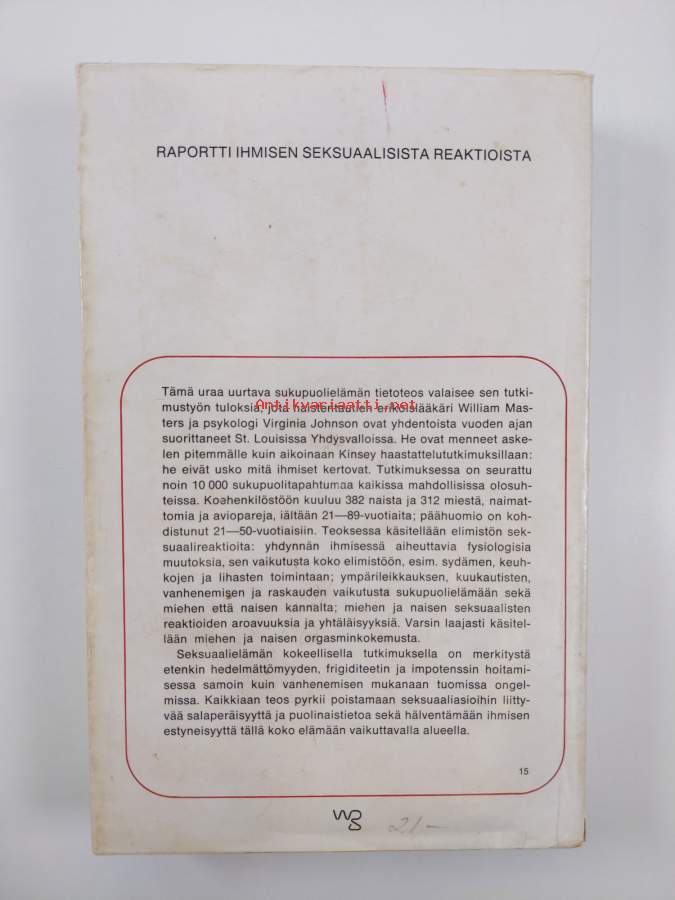 RAPORTTI IHMISEN SEKSUAALISISTA REAKTIOISTA
Tämä uraa uurtava sukupuolielämän tietoteos valaisee sen tutki-
mustyön tuloksia, jota naistentautien erikoislääkäri William Mas-
Antikvariaatti.net
ters ja psykologi Virginia Johnson ovat yhdentoista vuoden ajan
suorittaneet St. Louisissa Yhdysvalloissa. He ovat menneet aske-
len pitemmälle kuin aikoinaan Kinsey haastattelututkimuksillaan:
he eivät usko mitä ihmiset kertovat. Tutkimuksessa on seurattu
noin 10 000 sukupuolitapahtumaa kaikissa mahdollisissa olosuh-
teissa. Koehenkilöstöön kuuluu 382 naista ja 312 miestä, naimat-
tomia ja aviopareja, iältään 21—89-vuotiaita; päähuomio on koh-
distunut 21—50-vuotiaisiin. Teoksessa käsitellään elimistön sek-
suaalireaktioita: yhdynnän ihmisessä aiheuttavia fysiologisia
muutoksia, sen vaikutusta koko elimistöön, esim. sydämen, keuh-
kojen ja lihasten toimintaan; ympärileikkauksen, kuukautisten,
vanhenemisen ja raskauden vaikutusta sukupuolielämään sekä
miehen että naisen kannalta; miehen ja naisen seksuaalisten
reaktioiden aroavuuksia ja yhtäläisyyksiä. Varsin laajasti käsitel-
lään miehen ja naisen orgasminkokemusta.
Seksuaalielämän kokeellisella tutkimuksella on merkitystä
etenkin hedelmättömyyden, frigiditeetin ja impotenssin hoitami-
sessa samoin kuin vanhenemisen mukanaan tuomissa ongel-
missa. Kaikkiaan teos pyrkii poistamaan seksuaaliasioihin liitty-
vää salaperäisyyttä ja puolinaistietoa sekä hälventämään ihmisen
estyneisyyttä tällä koko elämään vaikuttavalla alueella.
15
21-